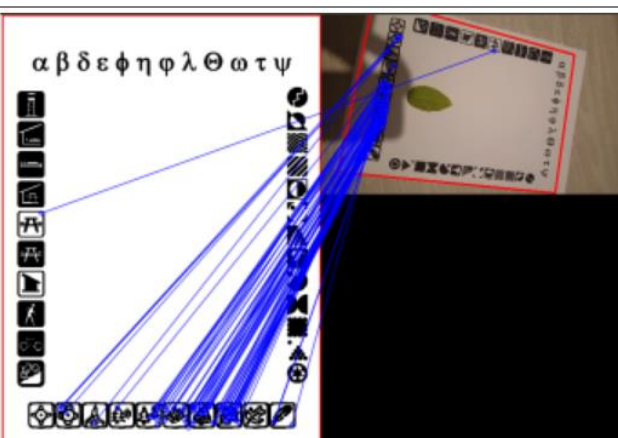 α β δ ε ϕ η φ λ Θ ω τ ψ